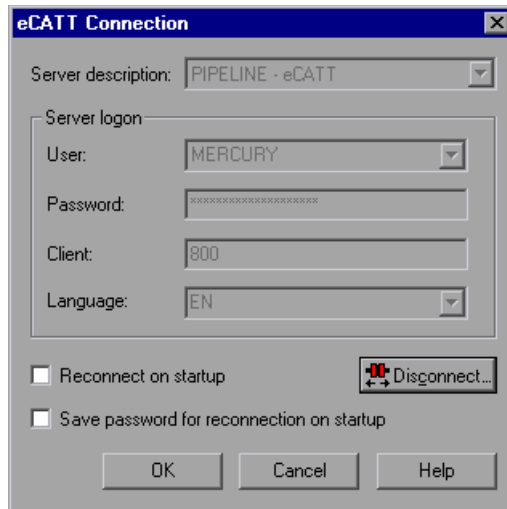 eCATT Connection
Server description: PIPELINE - eCATT
Server logon
User: MERCURY
Password: *******************
Client: 800
Language: EN
Reconnect on startup Disconnect...
Save password for reconnection on startup
OK Cancel Help